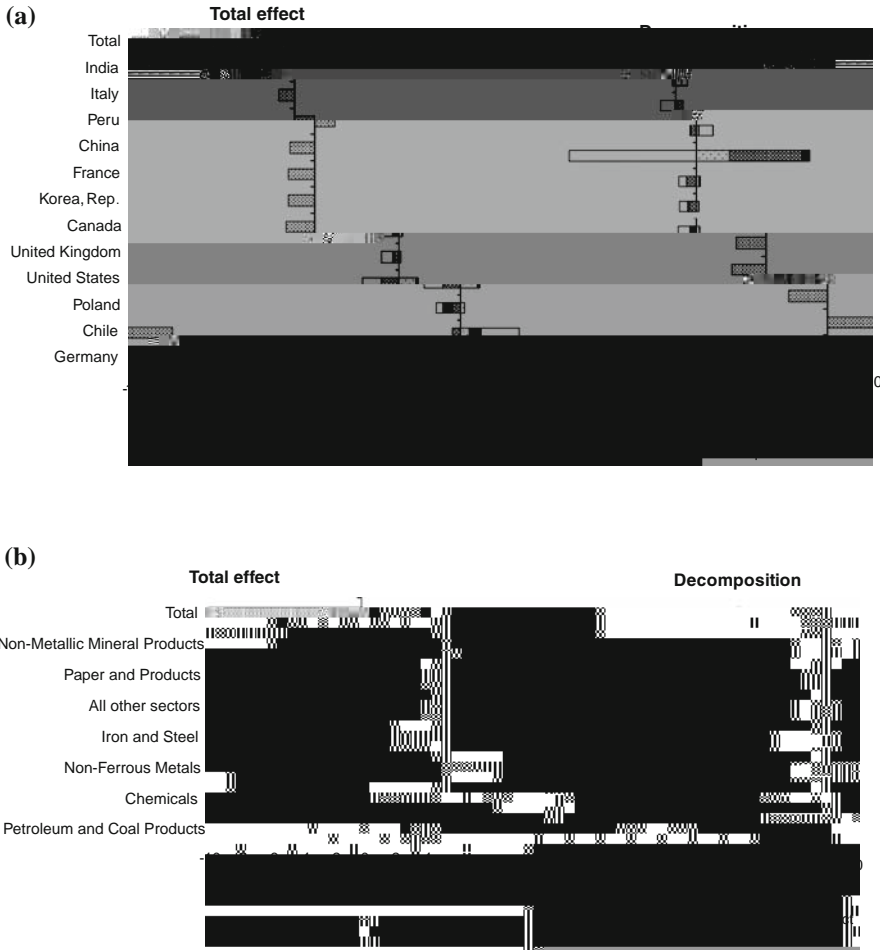 (a)
Total effect
Total
India
Italy
Peru
China
France
Korea, Rep.
Canada
United Kingdom
United States
Poland
Chile
Germany
(b)
Total effect
Decomposition
Total
Non-Metallic Mineral Products
Paper and Products
All other sectors
Iron and Steel
Non-Ferrous Metals
Chemicals
Petroleum and Coal Products